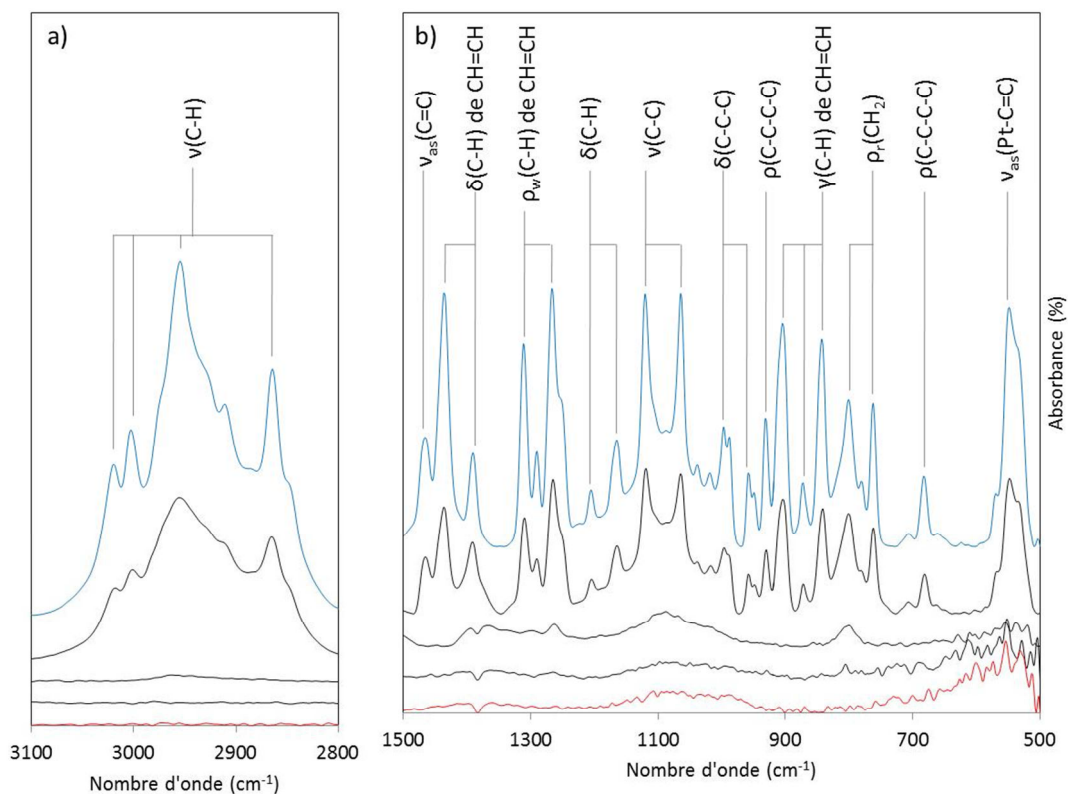 a)
ν(C-H)
3100
3000
2900
2800
Nombre d'onde (cm⁻¹)
b)
νas(C=C)
δ(C-H) de CH=CH
ρw(C-H) de CH=CH
δ(C-H)
ν(C-C)
δ(C-C-C)
ρ(C-C-C-C)
γ(C-H) de CH=CH
ρr(CH₂)
ρ(C-C-C-C)
νas(Pt-C=C)
1500
1300
1100
900
700
500
Nombre d'onde (cm⁻¹)
Absorbance (%)